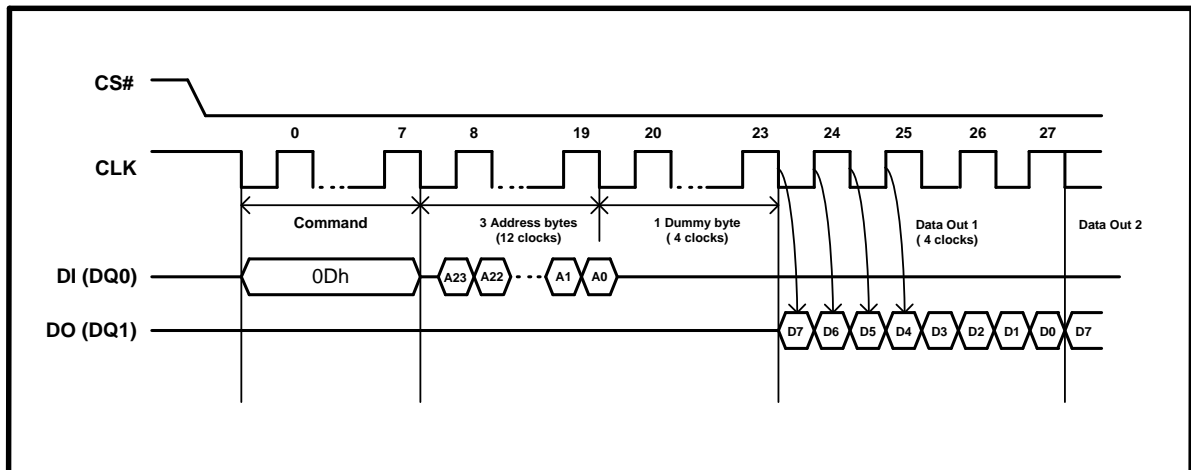 CS#
0 7 8 19 20 23 24 25 26 27
CLK
Command
3 Address bytes
(12 clocks)
1 Dummy byte
( 4 clocks)
Data Out 1
( 4 clocks)
Data Out 2
DI (DQ0)
0Dh
A23 A22 A1 A0
DO (DQ1)
D7 D6 D5 D4 D3 D2 D1 D0 D7